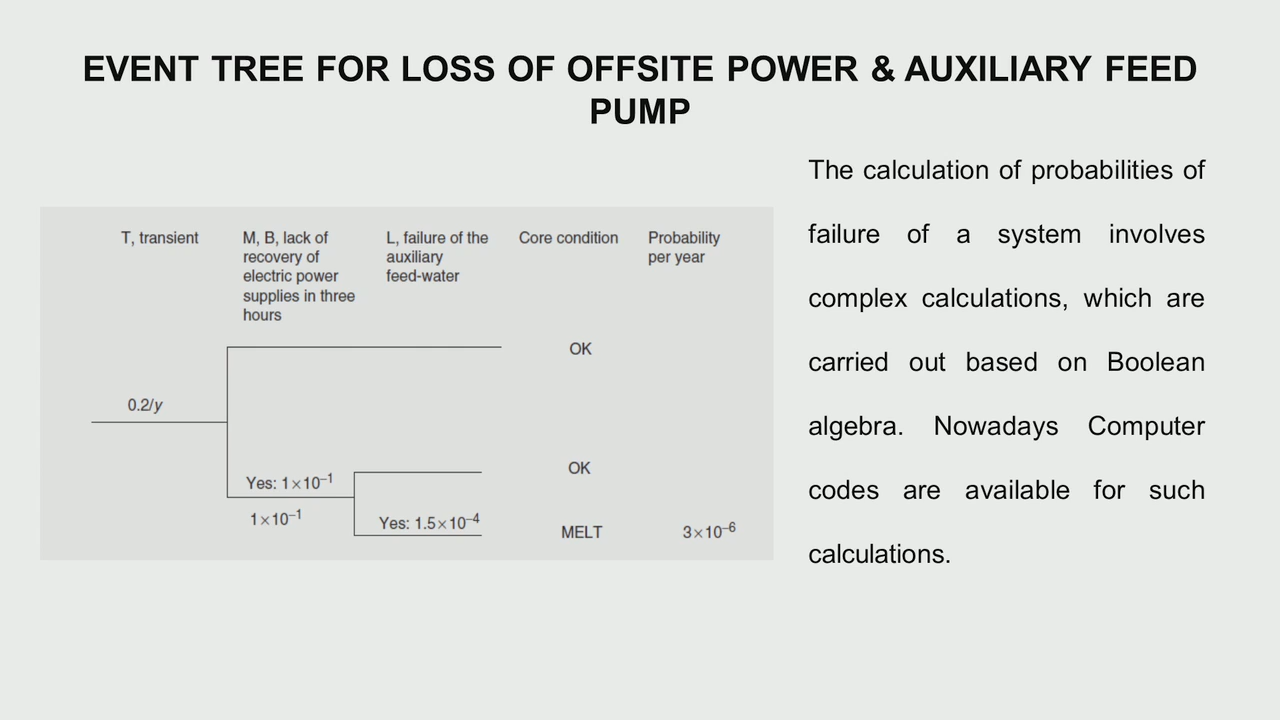 EVENT TREE FOR LOSS OF OFFSITE POWER & AUXILIARY FEED
PUMP
The calculation of probabilities of
failure of a system involves
complex calculations, which are
carried out based on Boolean
algebra. Nowadays Computer
codes are available for such
calculations.
T, transient
M, B, lack of
recovery of
electric power
supplies in three
hours
L, failure of the
auxiliary
feed-water
Core condition
Probability
per year
OK
0.2/y
OK
Yes: 1×10⁻¹
1×10⁻¹
Yes: 1.5×10⁻⁴
MELT
3×10⁻⁶